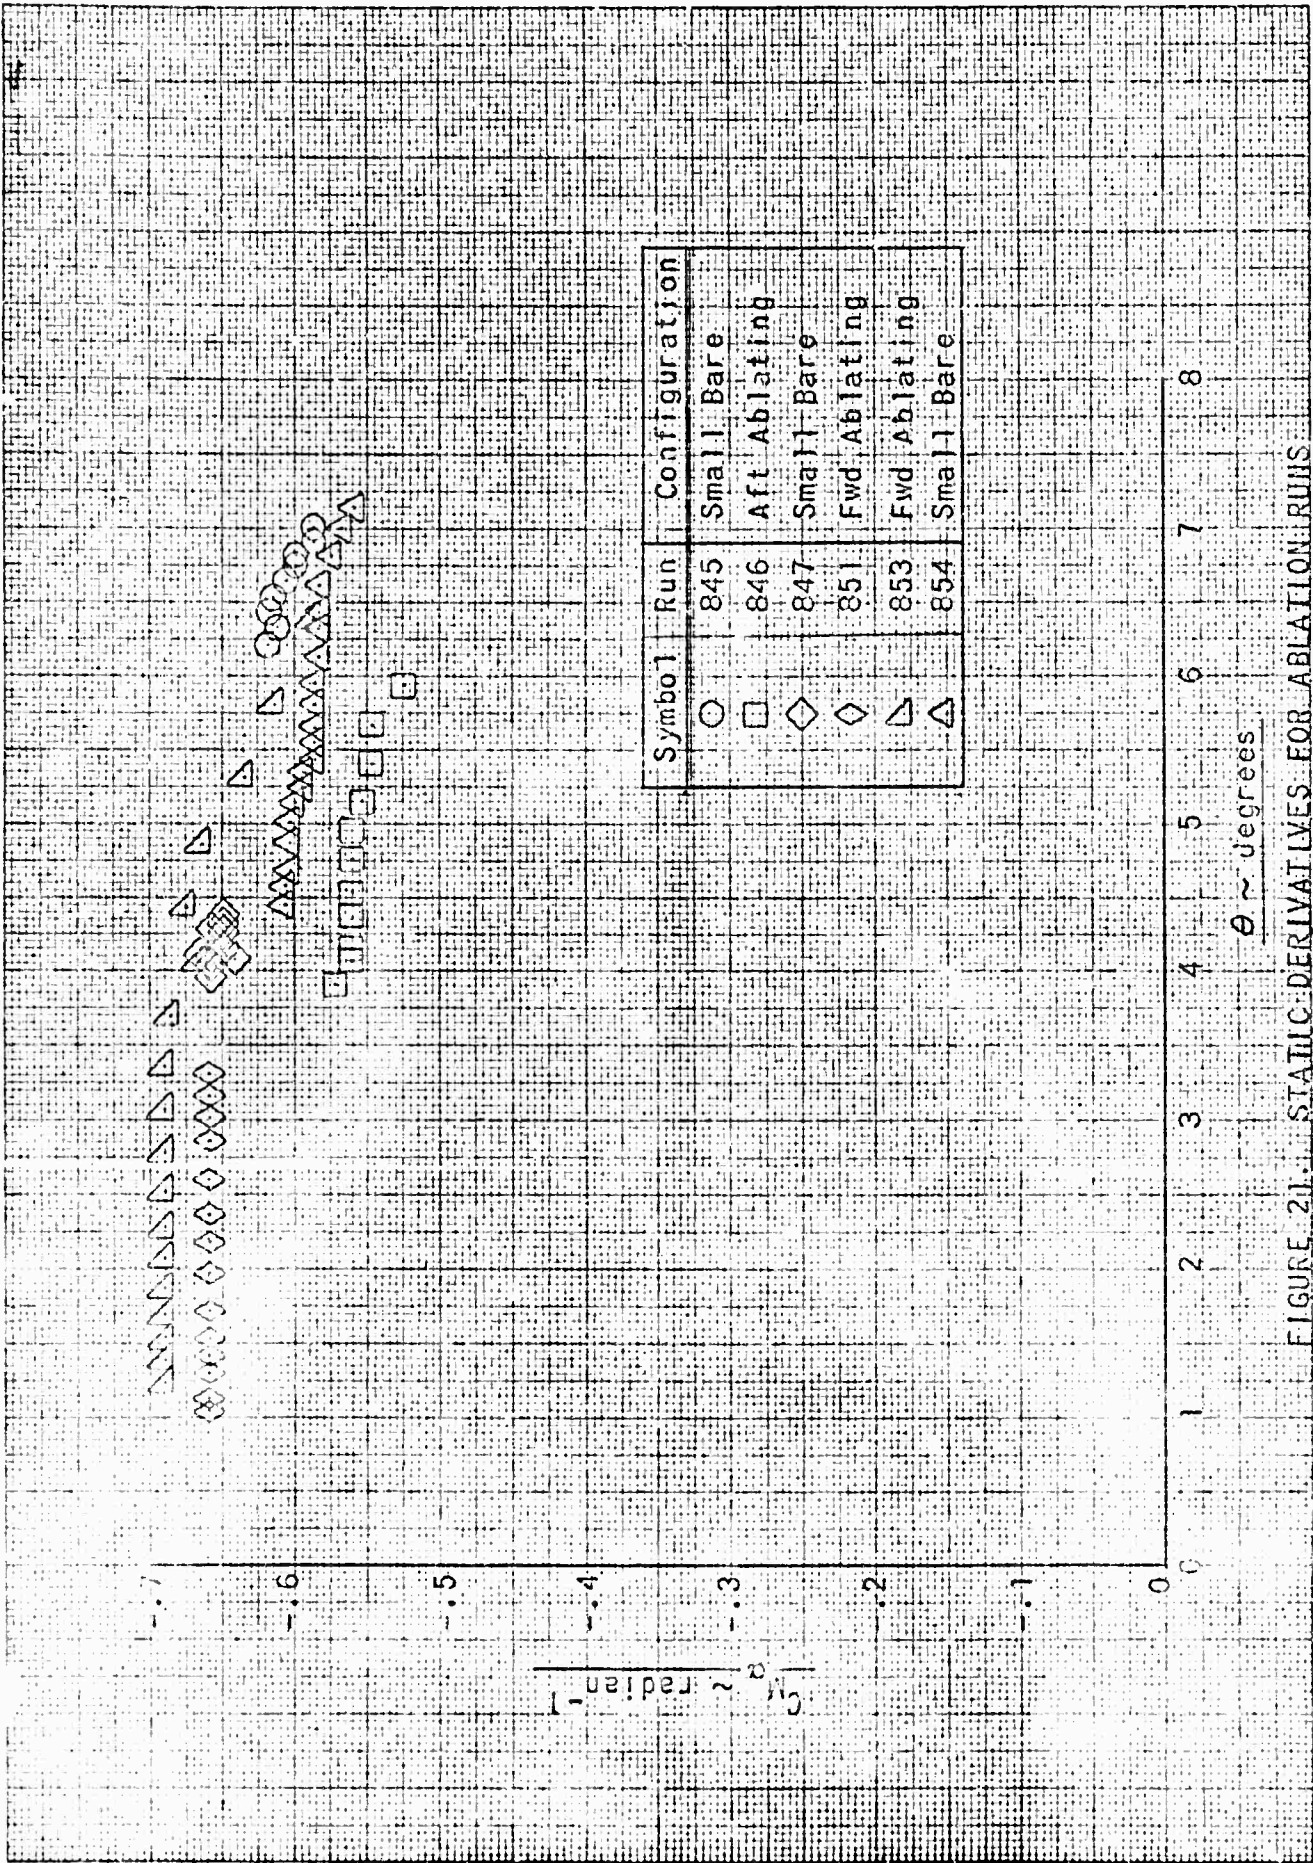 -.7
-.6
-.5
-.4
-.3
-.2
-.1
0
CMα ~ radian-1
Symbol Run Configuration
○ 845 Small Bare
□ 846 Aft Ablating
◇ 847 Small Bare
◇ 851 Fwd Ablating
◺ 853 Fwd Ablating
△ 854 Small Bare
0 1 2 3 4 5 6 7 8
θ ~ degrees
FIGURE 21. STATIC DERIVATIVES FOR ABLATION RUNS